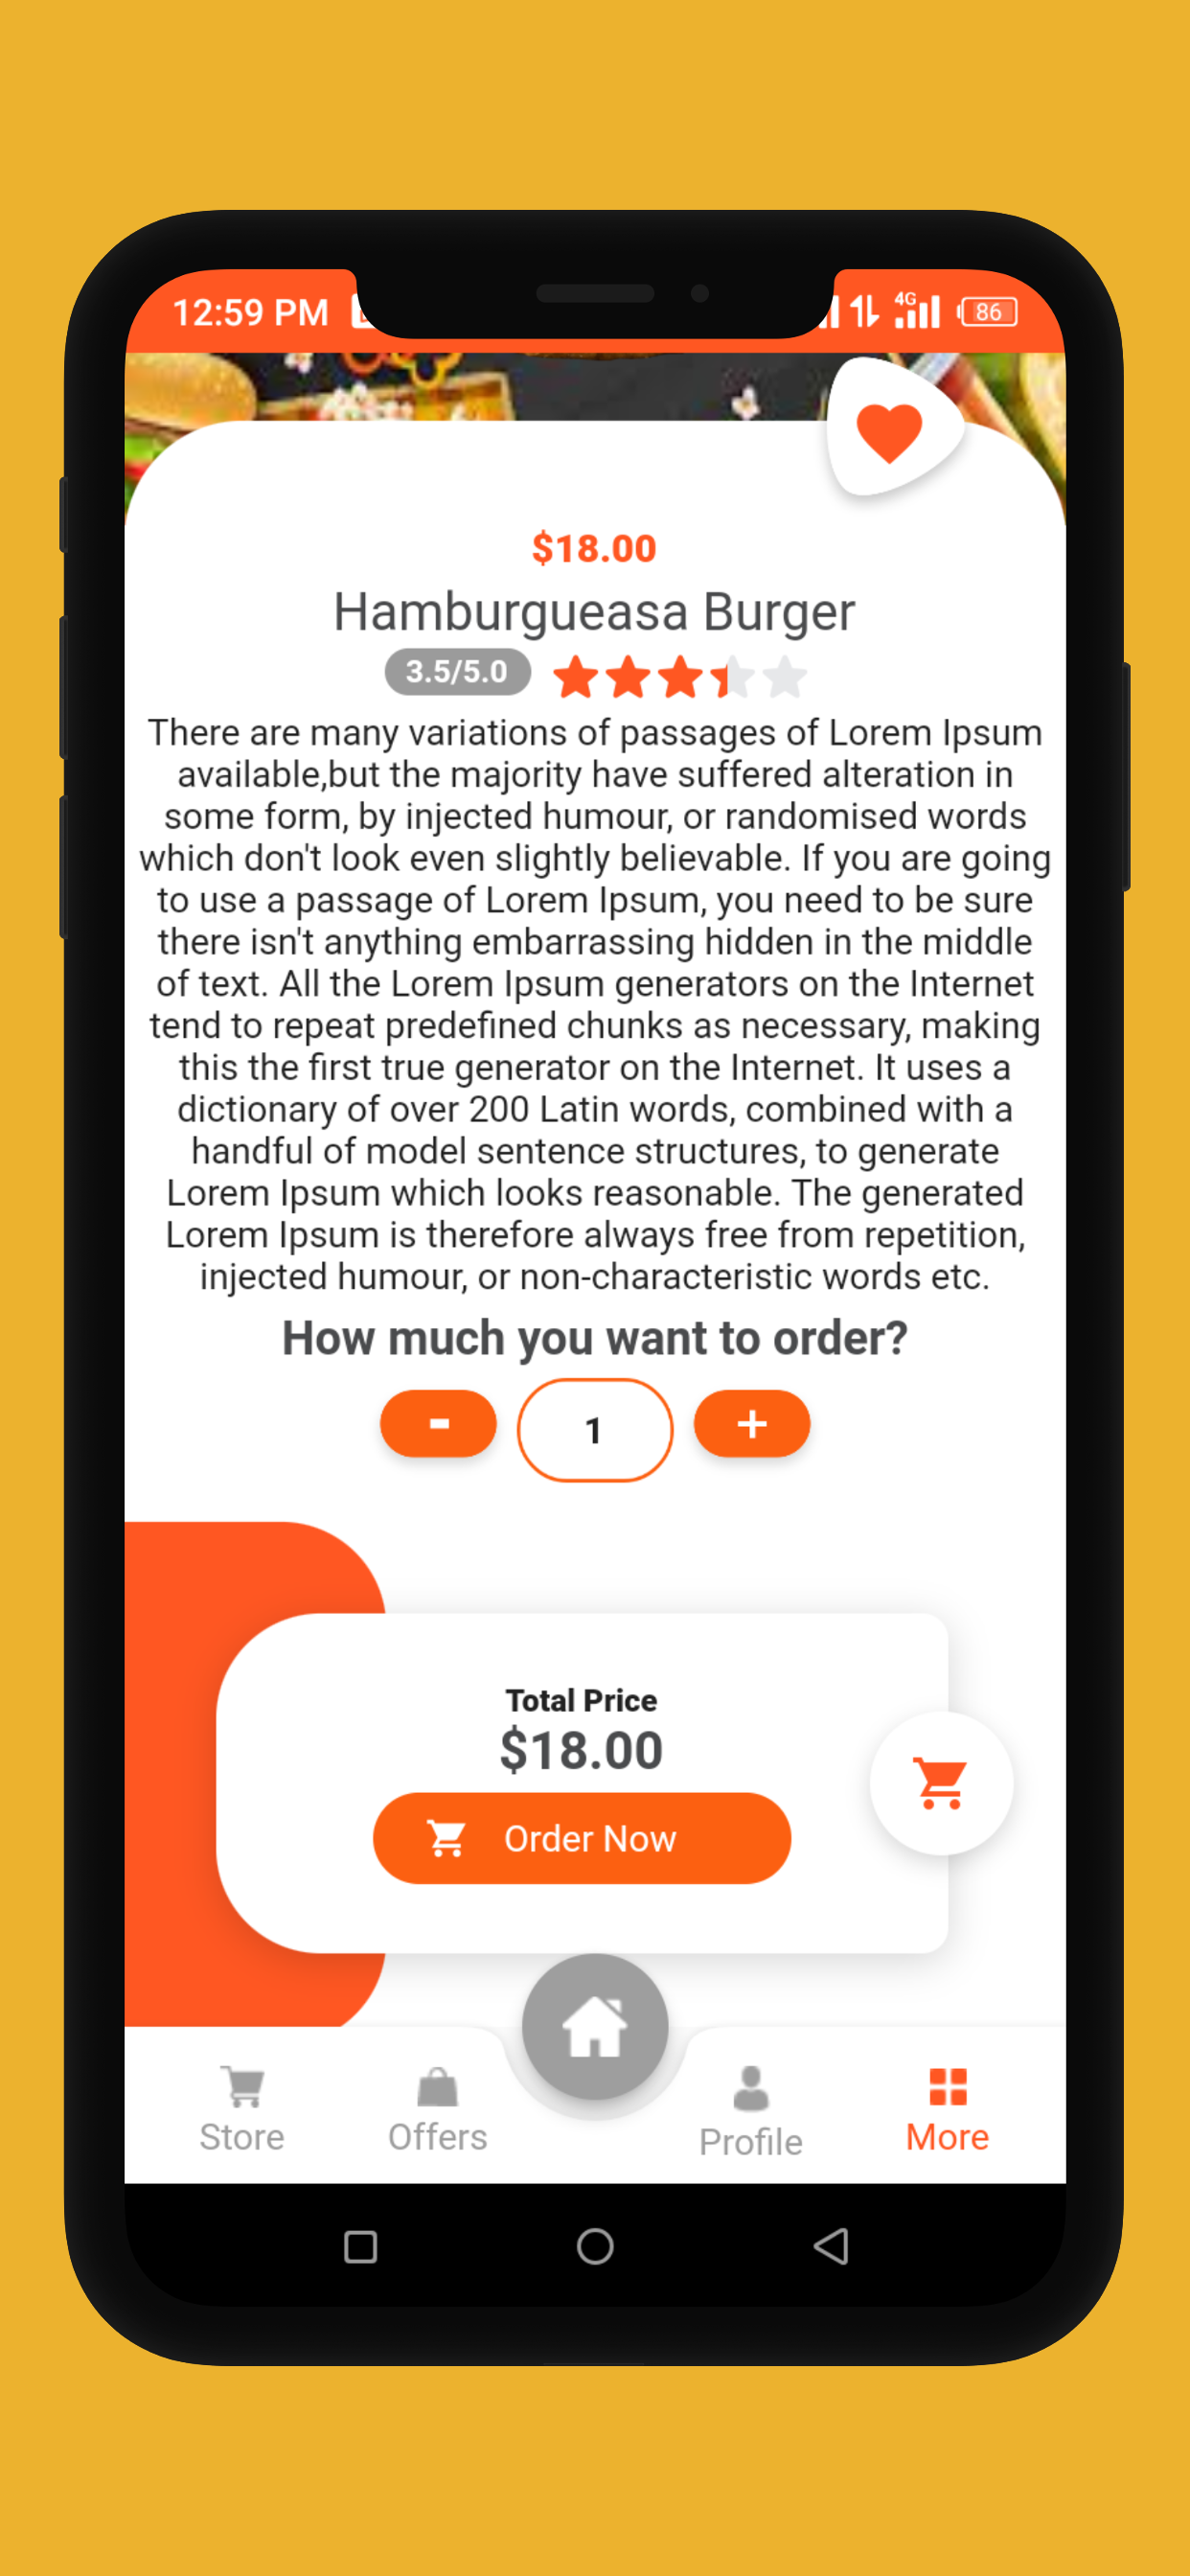 12:59 PM
4G
86
$18.00
Hamburgueasa Burger
3.5/5.0
There are many variations of passages of Lorem Ipsum
available,but the majority have suffered alteration in
some form, by injected humour, or randomised words
which don't look even slightly believable. If you are going
to use a passage of Lorem Ipsum, you need to be sure
there isn't anything embarrassing hidden in the middle
of text. All the Lorem Ipsum generators on the Internet
tend to repeat predefined chunks as necessary, making
this the first true generator on the Internet. It uses a
dictionary of over 200 Latin words, combined with a
handful of model sentence structures, to generate
Lorem Ipsum which looks reasonable. The generated
Lorem Ipsum is therefore always free from repetition,
injected humour, or non-characteristic words etc.
How much you want to order?
- 1 +
Total Price
$18.00
Order Now
Store
Offers
Profile
More